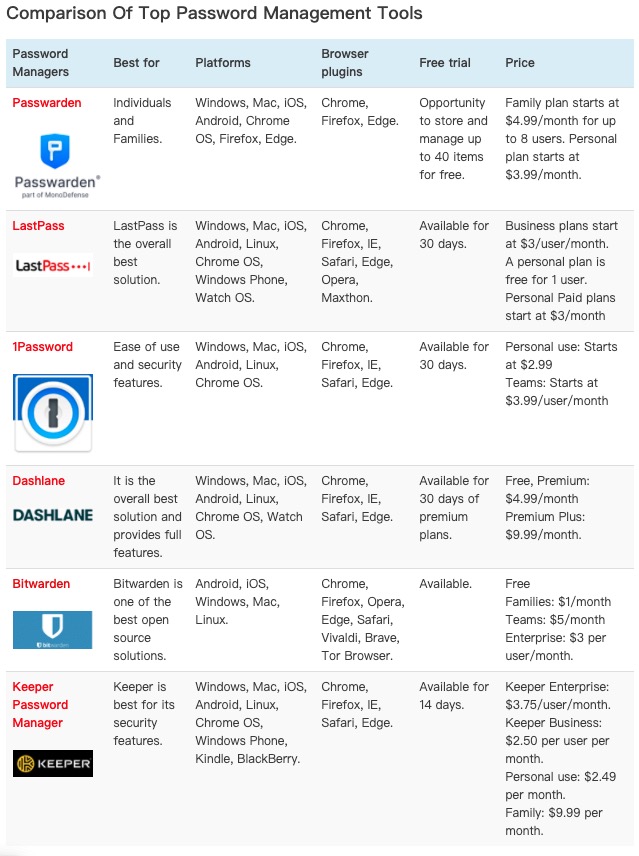 Comparison Of Top Password Management Tools
Password
Managers
Best for
Platforms
Browser
plugins
Free trial
Price
Passwarden
Passwarden®
part of MonoDefense
Individuals
and
Families.
Windows, Mac, iOS,
Android, Chrome
OS, Firefox, Edge.
Chrome,
Firefox, Edge.
Opportunity
to store and
manage up
to 40 items
for free.
Family plan starts at
$4.99/month for up
to 8 users. Personal
plan starts at
$3.99/month.
LastPass
LastPass
LastPass is
the overall
best
solution.
Windows, Mac, iOS,
Android, Linux,
Chrome OS,
Windows Phone,
Watch OS.
Chrome,
Firefox, IE,
Safari, Edge,
Opera,
Maxthon.
Available for
30 days.
Business plans start
at $3/user/month.
A personal plan is
free for 1 user.
Personal Paid plans
start at $3/month
1Password
Ease of use
and security
features.
Windows, Mac, iOS,
Android, Linux,
Chrome OS.
Chrome,
Firefox, IE,
Safari, Edge.
Available for
30 days.
Personal use: Starts
at $2.99
Teams: Starts at
$3.99/user/month
Dashlane
DASHLANE
It is the
overall best
solution and
provides full
features.
Windows, Mac, iOS,
Android, Linux,
Chrome OS, Watch
OS.
Chrome,
Firefox, IE,
Safari, Edge.
Available for
30 days of
premium
plans.
Free, Premium:
$4.99/month
Premium Plus:
$9.99/month.
Bitwarden
bitwarden
Bitwarden is
one of the
best open
source
solutions.
Android, iOS,
Windows, Mac,
Linux.
Chrome,
Firefox, Opera,
Edge, Safari,
Vivaldi, Brave,
Tor Browser.
Available.
Free
Families: $1/month
Teams: $5/month
Enterprise: $3 per
user/month.
Keeper
Password
Manager
KEEPER
Keeper is
best for its
security
features.
Windows, Mac, iOS,
Android, Linux,
Chrome OS,
Windows Phone,
Kindle, BlackBerry.
Chrome,
Firefox, IE,
Safari, Edge.
Available for
14 days.
Keeper Enterprise:
$3.75/user/month.
Keeper Business:
$2.50 per user per
month.
Personal use: $2.49
per month.
Family: $9.99 per
month.